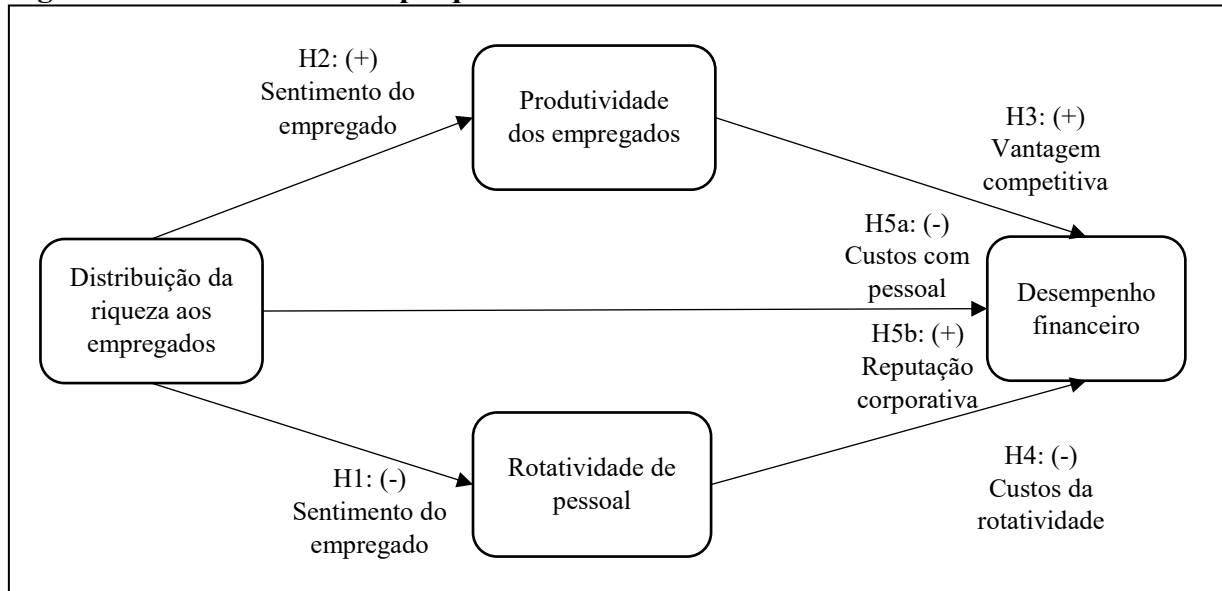 H2: (+)
Sentimento do
empregado
Produtividade
dos empregados
H3: (+)
Vantagem
competitiva
H5a: (-)
Custos com
pessoal
Distribuição da
riqueza aos
empregados
Desempenho
financeiro
H5b: (+)
Reputação
corporativa
H1: (-)
Sentimento do
empregado
Rotatividade de
pessoal
H4: (-)
Custos da
rotatividade